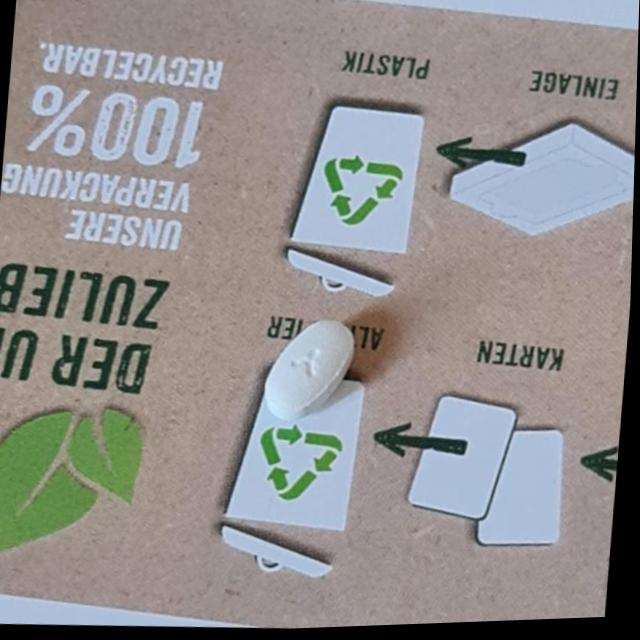 DER U
ZULIEB
UNSERE
VERPACKUNG
100%
RECYCELBAR.
KARTEN
EINLAGE
PLASTIK